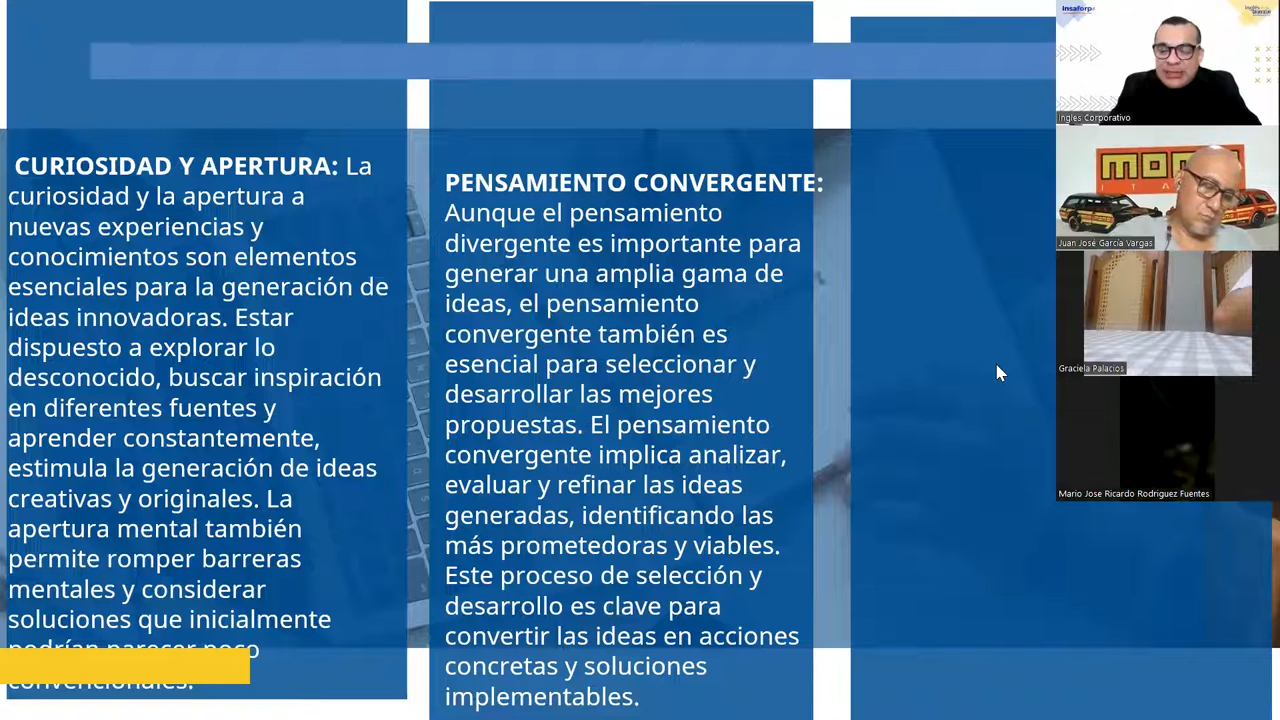 CURIOSIDAD Y APERTURA: La
curiosidad y la apertura a
nuevas experiencias y
conocimientos son elementos
esenciales para la generación de
ideas innovadoras. Estar
dispuesto a explorar lo
desconocido, buscar inspiración
en diferentes fuentes y
aprender constantemente,
estimula la generación de ideas
creativas y originales. La
apertura mental también
permite romper barreras
mentales y considerar
soluciones que inicialmente
podrían parecer poco
convencionales.
PENSAMIENTO CONVERGENTE:
Aunque el pensamiento
divergente es importante para
generar una amplia gama de
ideas, el pensamiento
convergente también es
esencial para seleccionar y
desarrollar las mejores
propuestas. El pensamiento
convergente implica analizar,
evaluar y refinar las ideas
generadas, identificando las
más prometedoras y viables.
Este proceso de selección y
desarrollo es clave para
convertir las ideas en acciones
concretas y soluciones
implementables.
insaforp
Ingles Corporativo
Juan José García Vargas
Graciela Palacios
Mario Jose Ricardo Rodriguez Fuentes